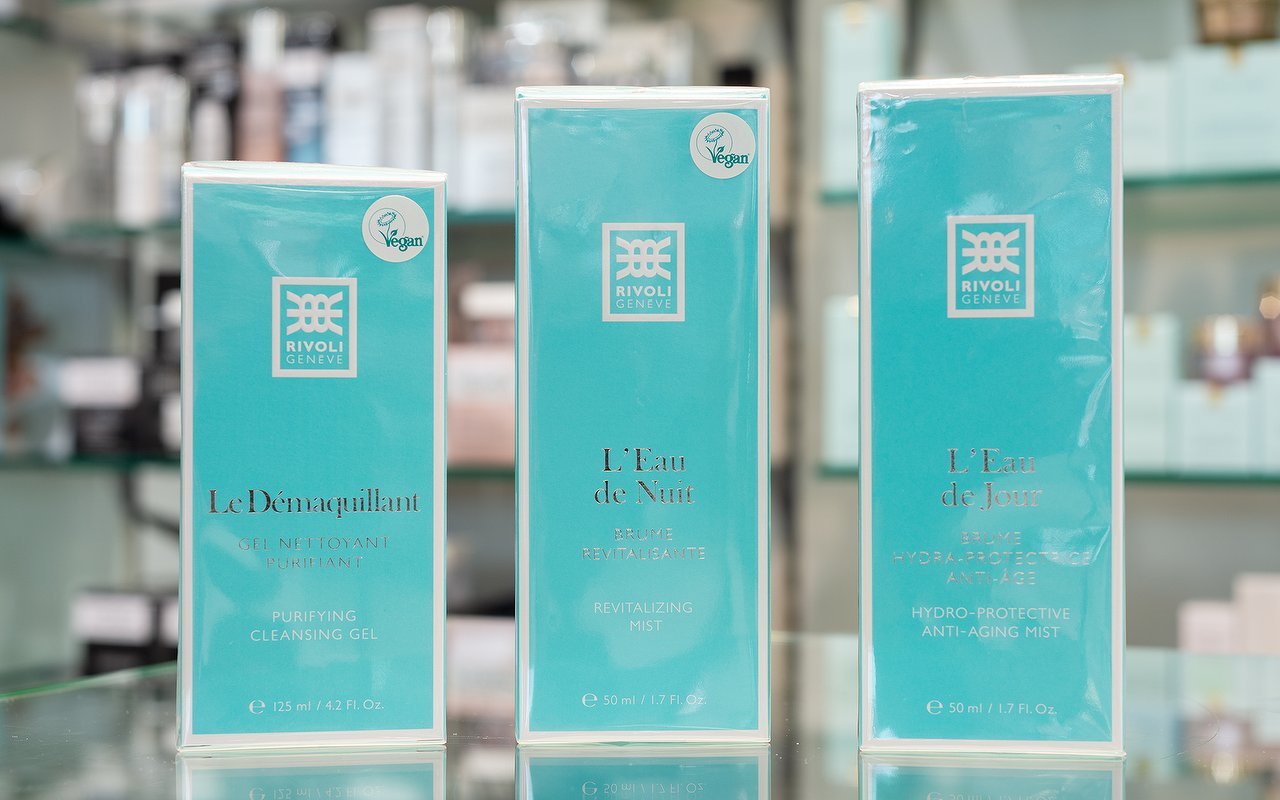 Vegan
RIVOLI
GENEVE
Le Démaquillant
GEL NETTOYANT
PURIFIANT
PURIFYING
CLEANSING GEL
℮ 125 ml / 4.2 Fl. Oz.
Vegan
RIVOLI
GENEVE
L'Eau
de Nuit
BRUME
REVITALISANTE
REVITALIZING
MIST
℮ 50 ml / 1.7 Fl. Oz.
RIVOLI
GENEVE
L'Eau
de Jour
BRUME
HYDRA-PROTECTRICE
ANTI-ÂGE
HYDRO-PROTECTIVE
ANTI-AGING MIST
℮ 50 ml / 1.7 Fl. Oz.